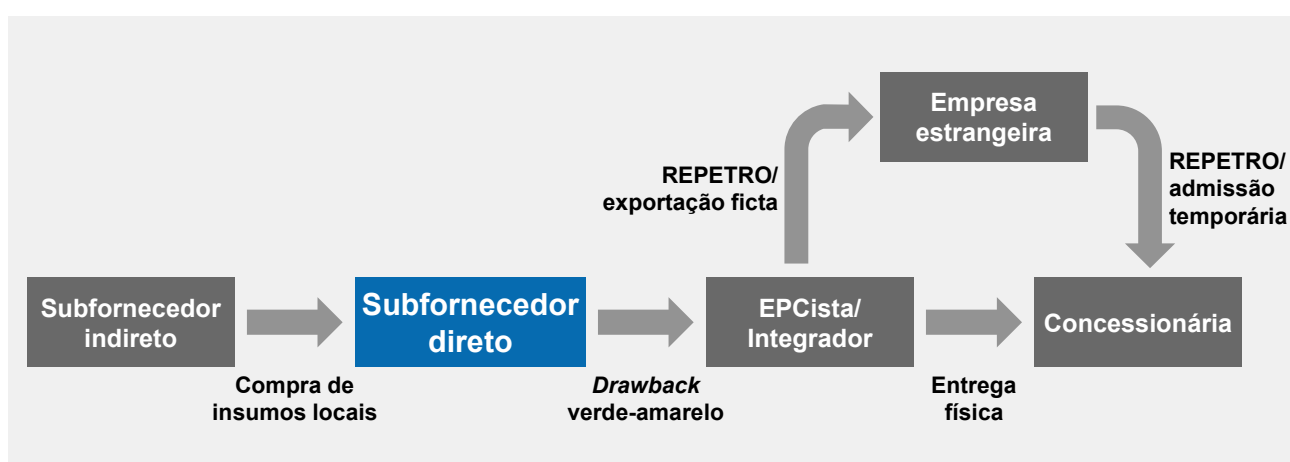 Empresa
estrangeira
REPETRO/
exportação ficta
REPETRO/
admissão
temporária
Subfornecedor
indireto
Subfornecedor
direto
EPCista/
Integrador
Concessionária
Compra de
insumos locais
Drawback
verde-amarelo
Entrega
física